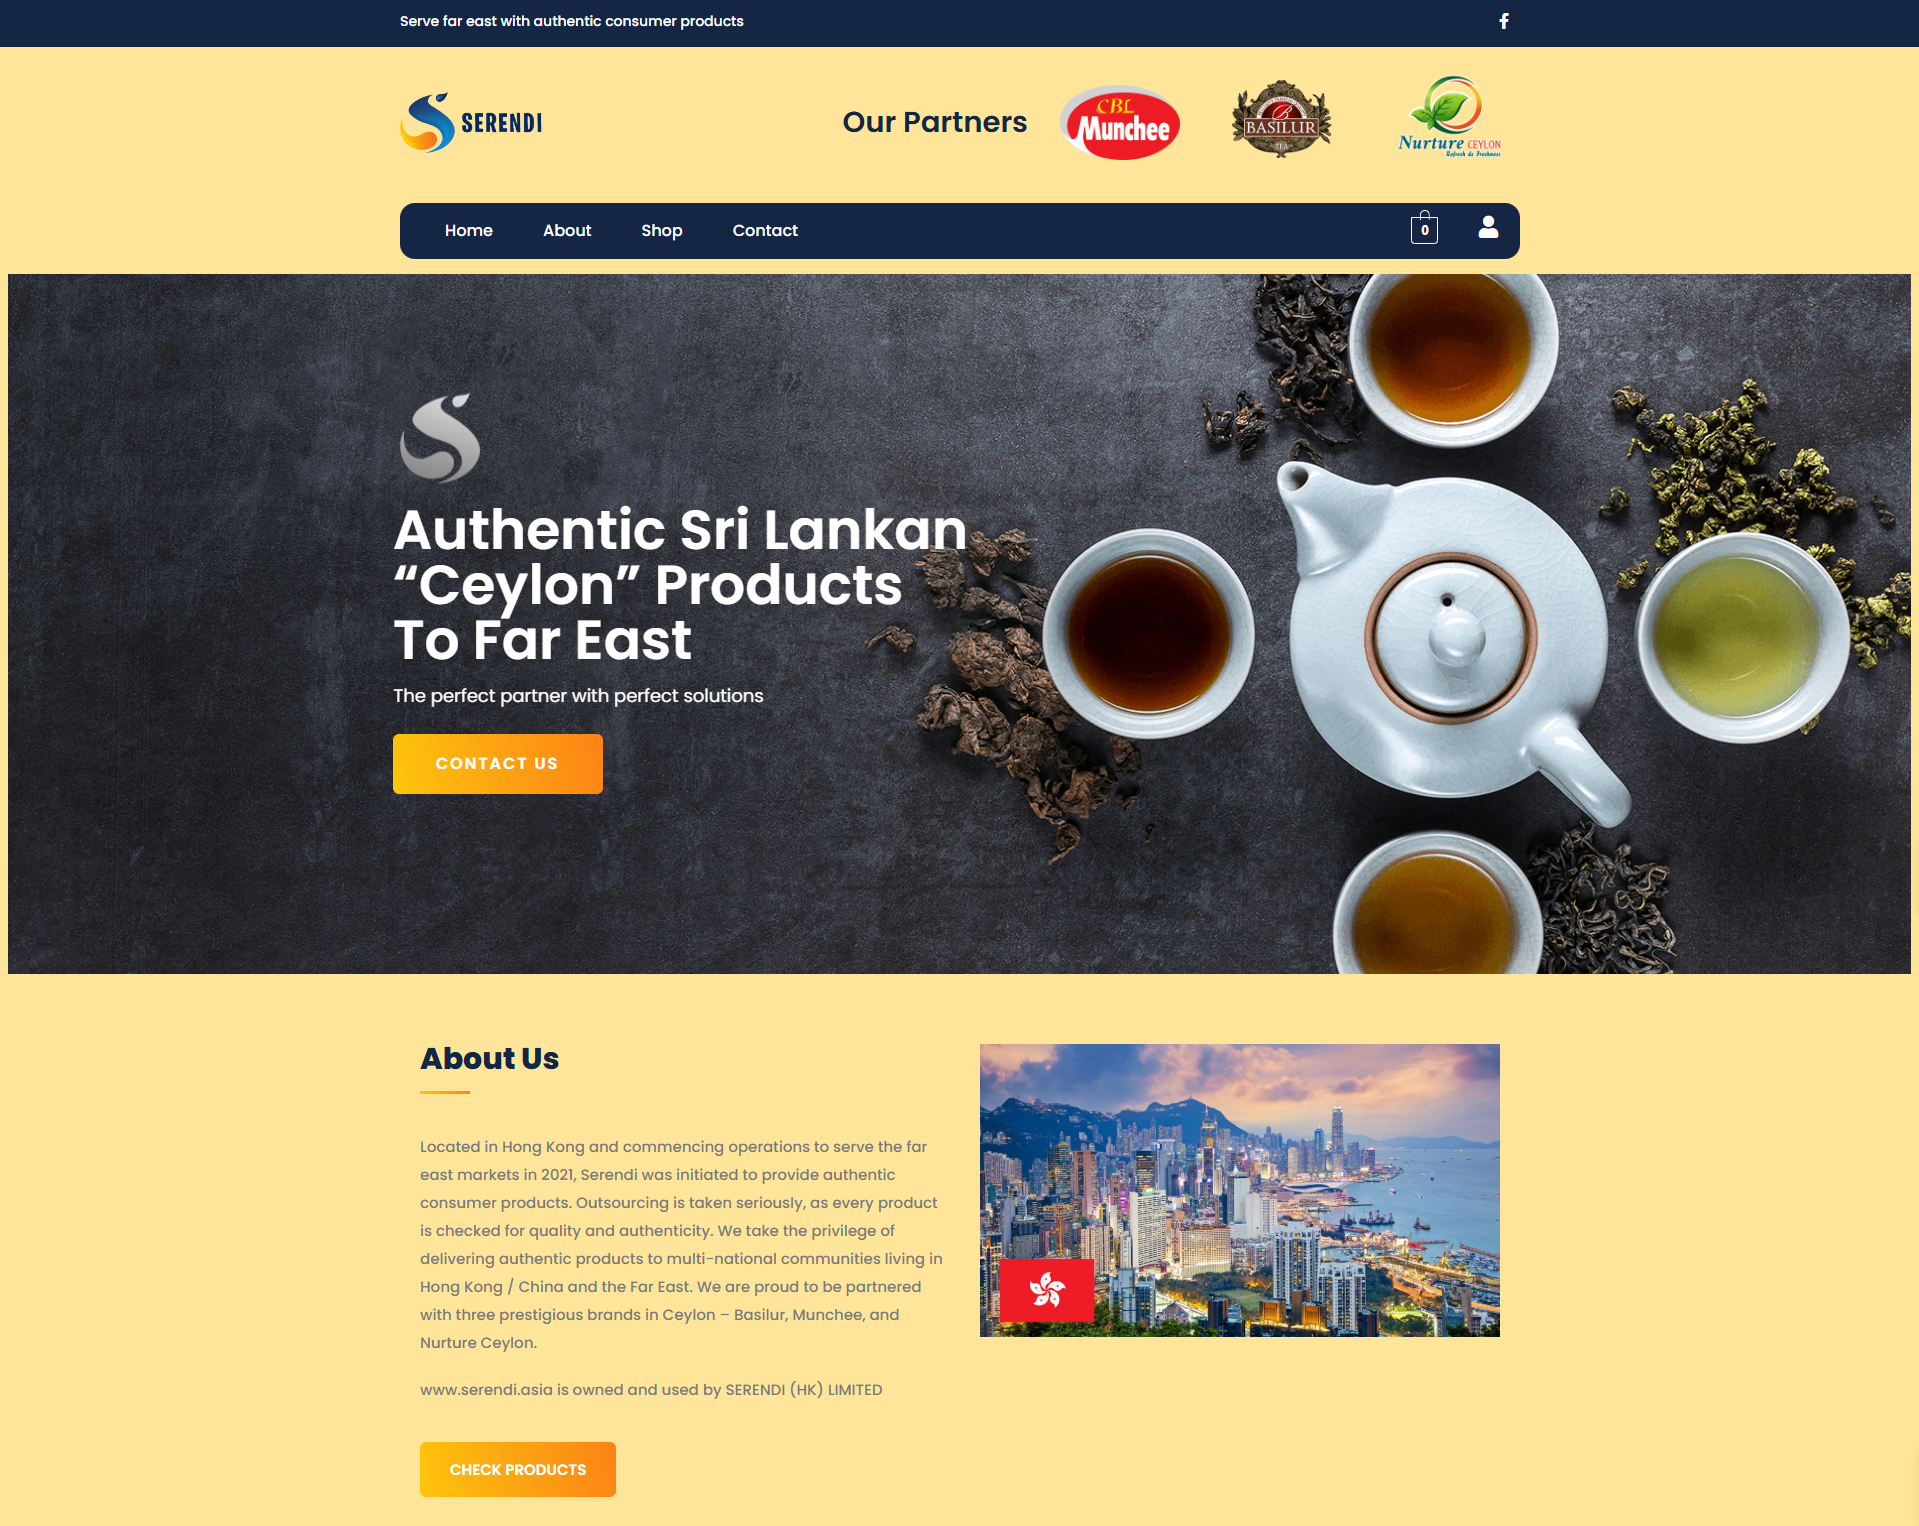 Serve far east with authentic consumer products
SERENDI
Our Partners
CBL
Munchee
B
BASILUR
TEA
Nurture CEYLON
Refresh de Freshness
Home
About
Shop
Contact
0
Authentic Sri Lankan
“Ceylon” Products
To Far East
The perfect partner with perfect solutions
CONTACT US
About Us
Located in Hong Kong and commencing operations to serve the far
east markets in 2021, Serendi was initiated to provide authentic
consumer products. Outsourcing is taken seriously, as every product
is checked for quality and authenticity. We take the privilege of
delivering authentic products to multi-national communities living in
Hong Kong / China and the Far East. We are proud to be partnered
with three prestigious brands in Ceylon – Basilur, Munchee, and
Nurture Ceylon.
www.serendi.asia is owned and used by SERENDI (HK) LIMITED
CHECK PRODUCTS